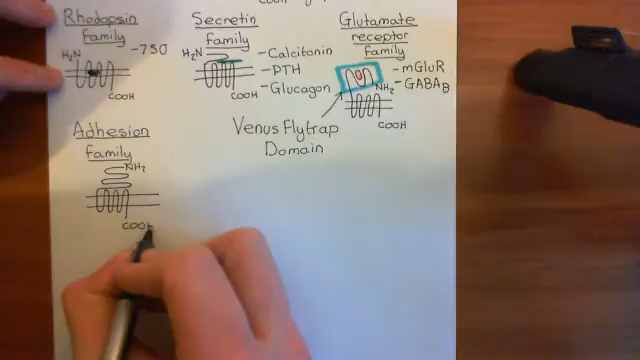 Rhodopsin
family
H₂N
-750
COOH
Secretin
family
H₂N
-Calcitonin
-PTH
-Glucagon
COOH
Glutamate
receptor
family
-mGluR
-GABAB
NH₂
COOH
Venus Flytrap
Domain
Adhesion
family
NH₂
COOH